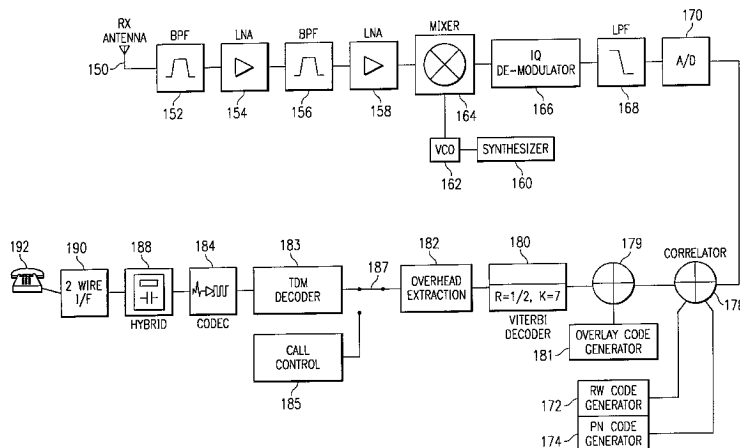 RX
ANTENNA
150
BPF
152
LNA
154
BPF
156
LNA
158
MIXER
164
IQ
DE-MODULATOR
166
LPF
168
170
A/D
VCO
162
SYNTHESIZER
160
192
190
2 WIRE
I/F
188
HYBRID
184
CODEC
183
TDM
DECODER
187
CALL
CONTROL
185
182
OVERHEAD
EXTRACTION
180
R=1/2, K=7
VITERBI
DECODER
179
OVERLAY CODE
GENERATOR
181
CORRELATOR
178
RW CODE
GENERATOR
172
PN CODE
GENERATOR
174